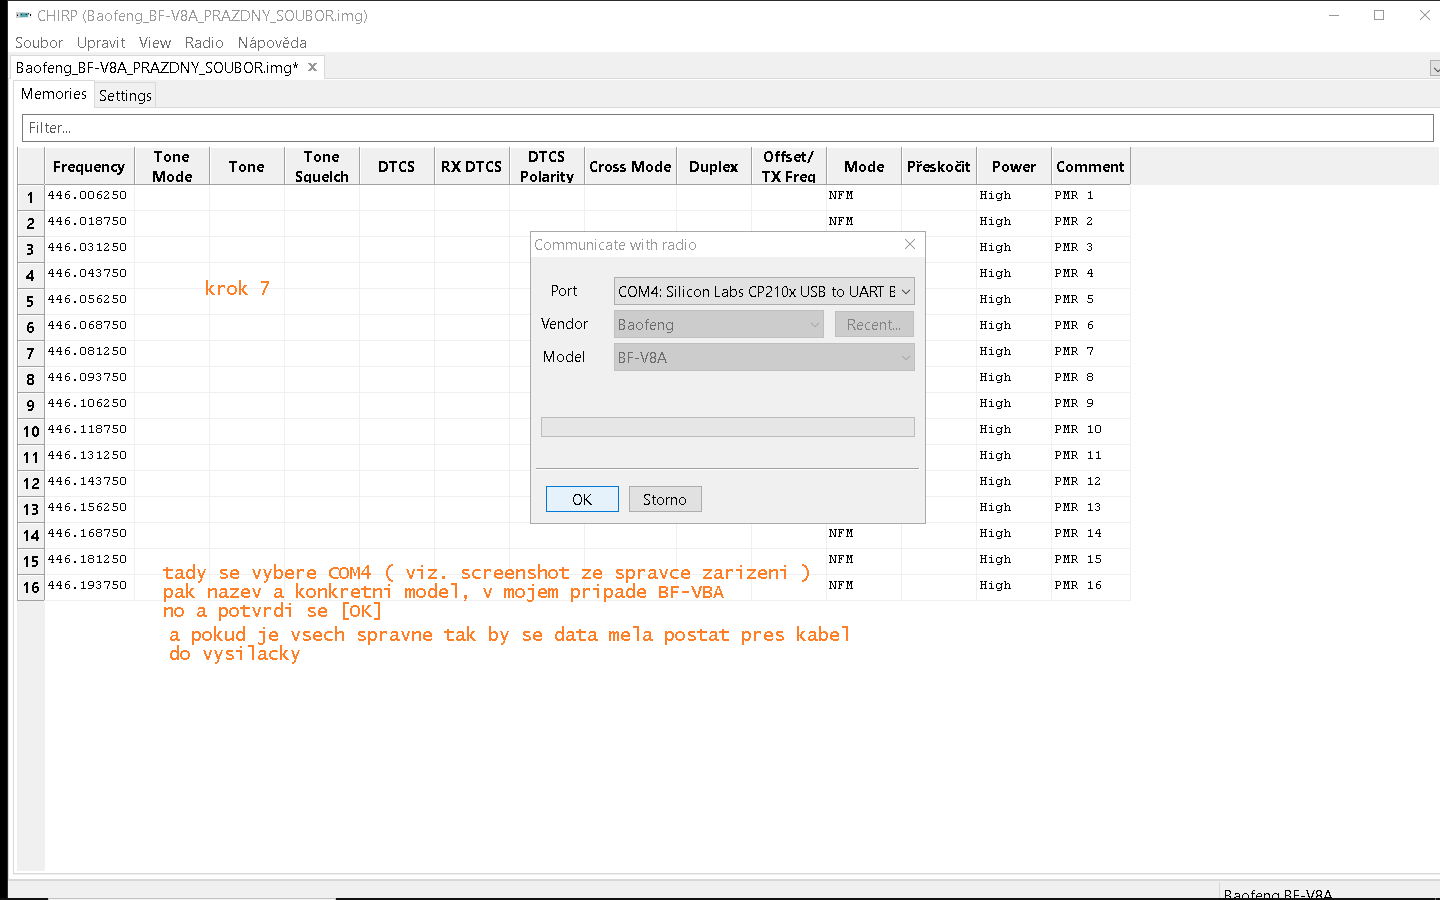 CHIRP (Baofeng_BF-V8A_PRAZDNY_SOUBOR.img)
Soubor Upravit View Radio Nápověda
Baofeng_BF-V8A_PRAZDNY_SOUBOR.img*
Memories Settings
Filter...
Frequency Tone Mode Tone Tone Squelch DTCS RX DTCS DTCS Polarity Cross Mode Duplex Offset/ TX Freq Mode Přeskočit Power Comment
1 446.006250 NFM High PMR 1
2 446.018750 NFM High PMR 2
3 446.031250 High PMR 3
4 446.043750 High PMR 4
5 446.056250 High PMR 5
6 446.068750 High PMR 6
7 446.081250 High PMR 7
8 446.093750 High PMR 8
9 446.106250 High PMR 9
10 446.118750 High PMR 10
11 446.131250 High PMR 11
12 446.143750 High PMR 12
13 446.156250 High PMR 13
14 446.168750 NFM High PMR 14
15 446.181250 NFM High PMR 15
16 446.193750 NFM High PMR 16
krok 7
Communicate with radio
Port COM4: Silicon Labs CP210x USB to UART B
Vendor Baofeng Recent...
Model BF-V8A
OK Storno
tady se vybere COM4 ( viz. screenshot ze spravce zarizeni )
pak nazev a konkretni model, v mojem pripade BF-VBA
no a potvrdi se [OK]
a pokud je vsech spravne tak by se data mela postat pres kabel
do vysilacky
Baofeng BF-V8A